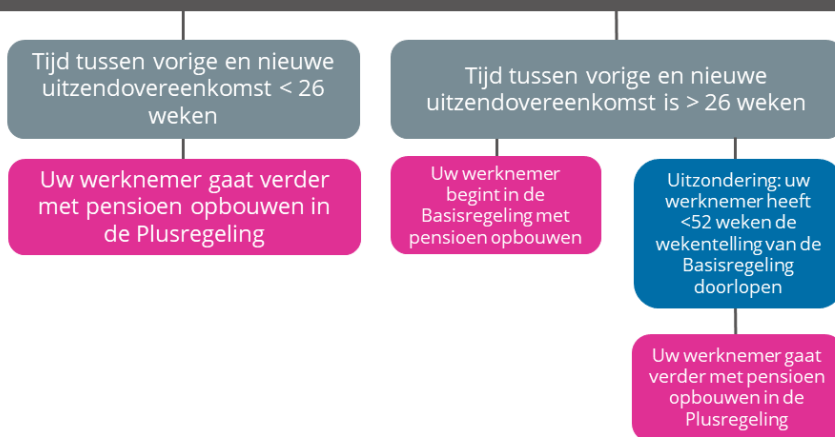 Tijd tussen vorige en nieuwe
uitzendovereenkomst < 26
weken
Tijd tussen vorige en nieuwe
uitzendovereenkomst is > 26 weken
Uw werknemer gaat verder
met pensioen opbouwen in
de Plusregeling
Uw werknemer
begint in de
Basisregeling met
pensioen opbouwen
Uitzondering: uw
werknemer heeft
<52 weken de
wekentelling van de
Basisregeling
doorlopen
Uw werknemer gaat
verder met pensioen
opbouwen in de
Plusregeling